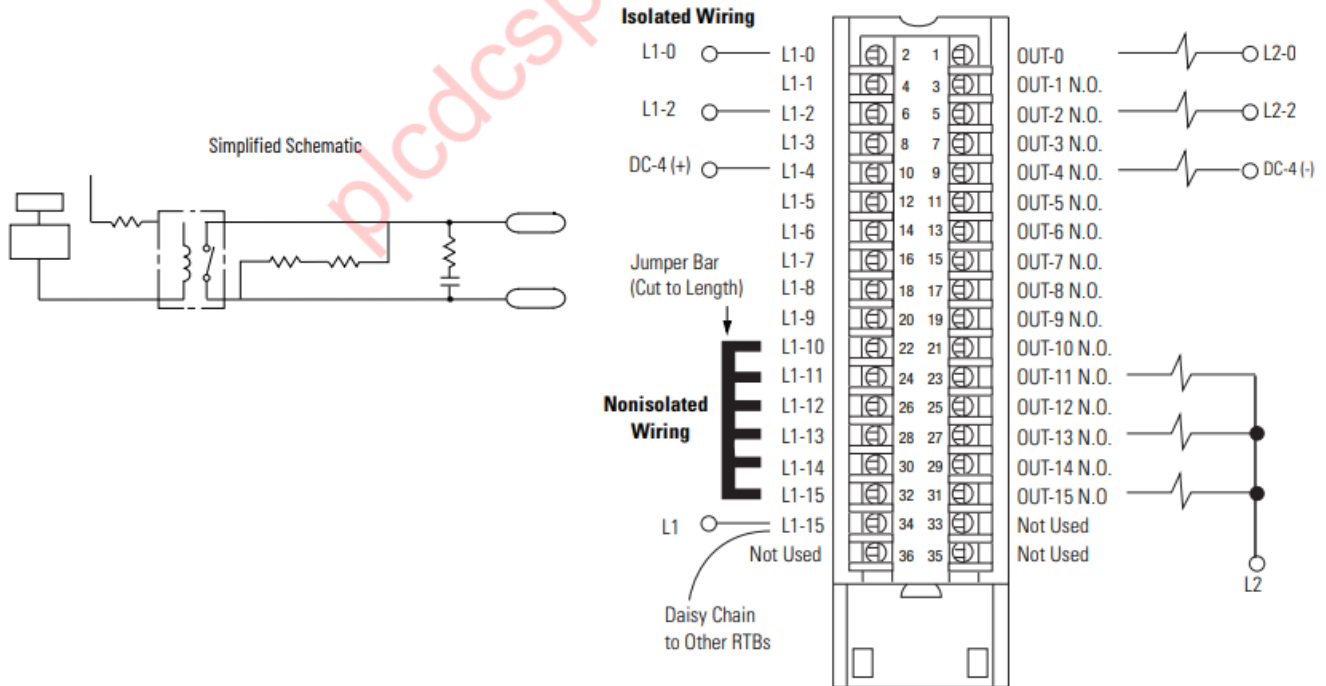 Isolated Wiring
L1-0 L1-0 2 1 OUT-0 L2-0
L1-1 4 3 OUT-1 N.O.
L1-2 L1-2 6 5 OUT-2 N.O. L2-2
L1-3 8 7 OUT-3 N.O.
DC-4 (+) L1-4 10 9 OUT-4 N.O. DC-4 (-)
L1-5 12 11 OUT-5 N.O.
L1-6 14 13 OUT-6 N.O.
L1-7 16 15 OUT-7 N.O.
L1-8 18 17 OUT-8 N.O.
L1-9 20 19 OUT-9 N.O.
L1-10 22 21 OUT-10 N.O.
L1-11 24 23 OUT-11 N.O.
L1-12 26 25 OUT-12 N.O.
L1-13 28 27 OUT-13 N.O.
L1-14 30 29 OUT-14 N.O.
L1-15 32 31 OUT-15 N.O
L1 L1-15 34 33 Not Used
Not Used 36 35 Not Used
L2
Jumper Bar
(Cut to Length)
Nonisolated
Wiring
Daisy Chain
to Other RTBs
Simplified Schematic
plcdcsp